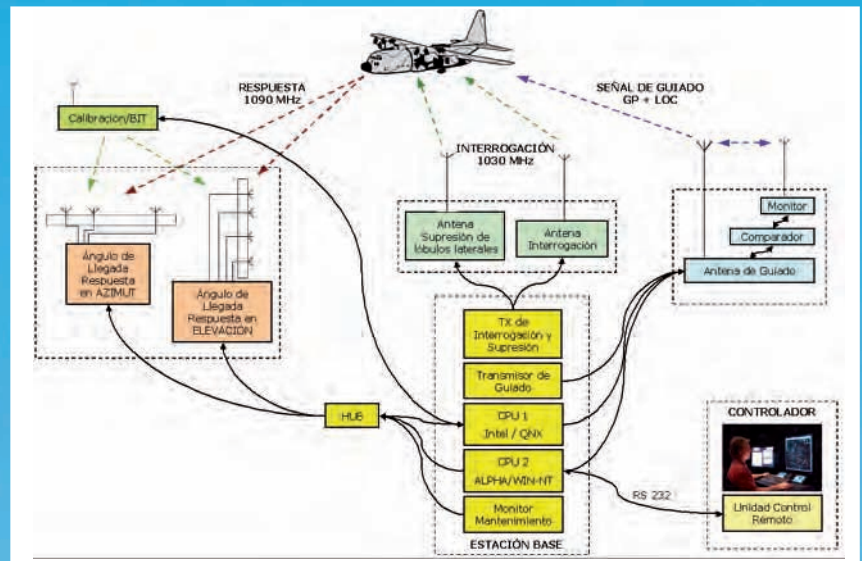 RESPUESTA
1090 MHz
SEÑAL DE GUIADO
GP + LOC
Calibración/BIT
INTERROGACIÓN
1030 MHz
Antena
Supresión de
lóbulos laterales
Antena
Interrogación
Monitor
Comparador
Antena de Guiado
Ángulo de
Llegada
Respuesta
en AZIMUT
Ángulo de
Llegada
Respuesta en
ELEVACIÓN
TX de
Interrogación y
Supresión
Transmisor de
Guiado
HUB
CPU 1
Intel / QNX
CPU 2
ALPHA/WIN-NT
Monitor
Mantenimiento
ESTACIÓN BASE
CONTROLADOR
RS 232
Unidad Control
Remoto